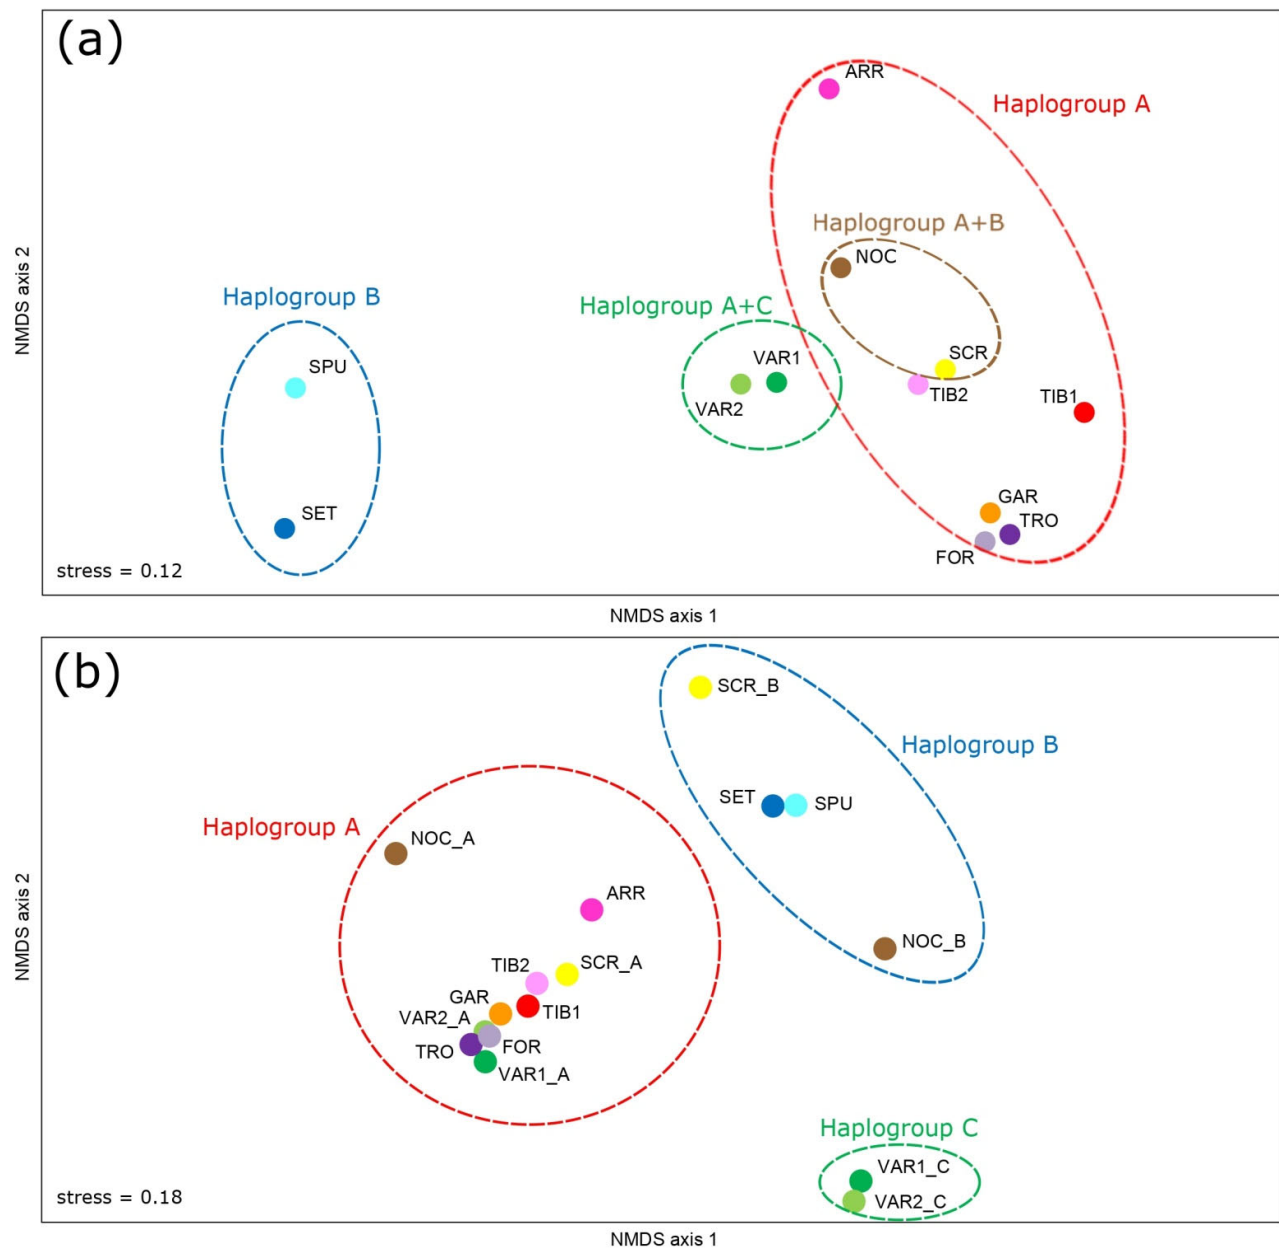 (a)
ARR
Haplogroup A
Haplogroup A+B
NOC
NMDS axis 2
Haplogroup B
Haplogroup A+C
SPU
VAR1
SCR
VAR2
TIB2
TIB1
GAR
SET
TRO
FOR
stress = 0.12
NMDS axis 1
(b)
SCR_B
Haplogroup B
SET
SPU
Haplogroup A
NOC_A
ARR
NMDS axis 2
NOC_B
TIB2
SCR_A
GAR
TIB1
VAR2_A
TRO
FOR
VAR1_A
Haplogroup C
VAR1_C
stress = 0.18
VAR2_C
NMDS axis 1